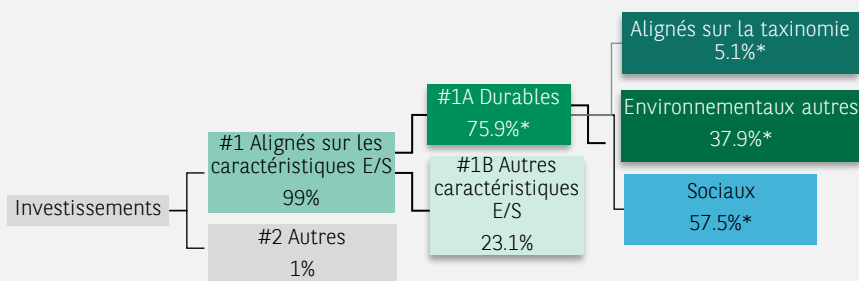 Investissements
#1 Alignés sur les
caractéristiques E/S
99%
#2 Autres
1%
#1A Durables
75.9%*
#1B Autres
caractéristiques
E/S
23.1%
Alignés sur la taxinomie
5.1%*
Environnementaux autres
37.9%*
Sociaux
57.5%*